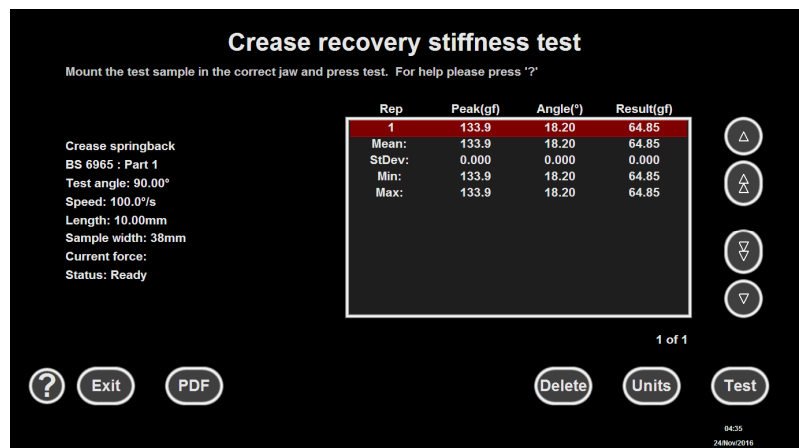 Crease recovery stiffness test
Mount the test sample in the correct jaw and press test. For help please press '?'
Rep Peak(gf) Angle(°) Result(gf)
1 133.9 18.20 64.85
Mean: 133.9 18.20 64.85
StDev: 0.000 0.000 0.000
Min: 133.9 18.20 64.85
Max: 133.9 18.20 64.85
Crease springback
BS 6965 : Part 1
Test angle: 90.00°
Speed: 100.0°/s
Length: 10.00mm
Sample width: 38mm
Current force:
Status: Ready
1 of 1
? Exit PDF Delete Units Test
04:35
24/Nov/2016